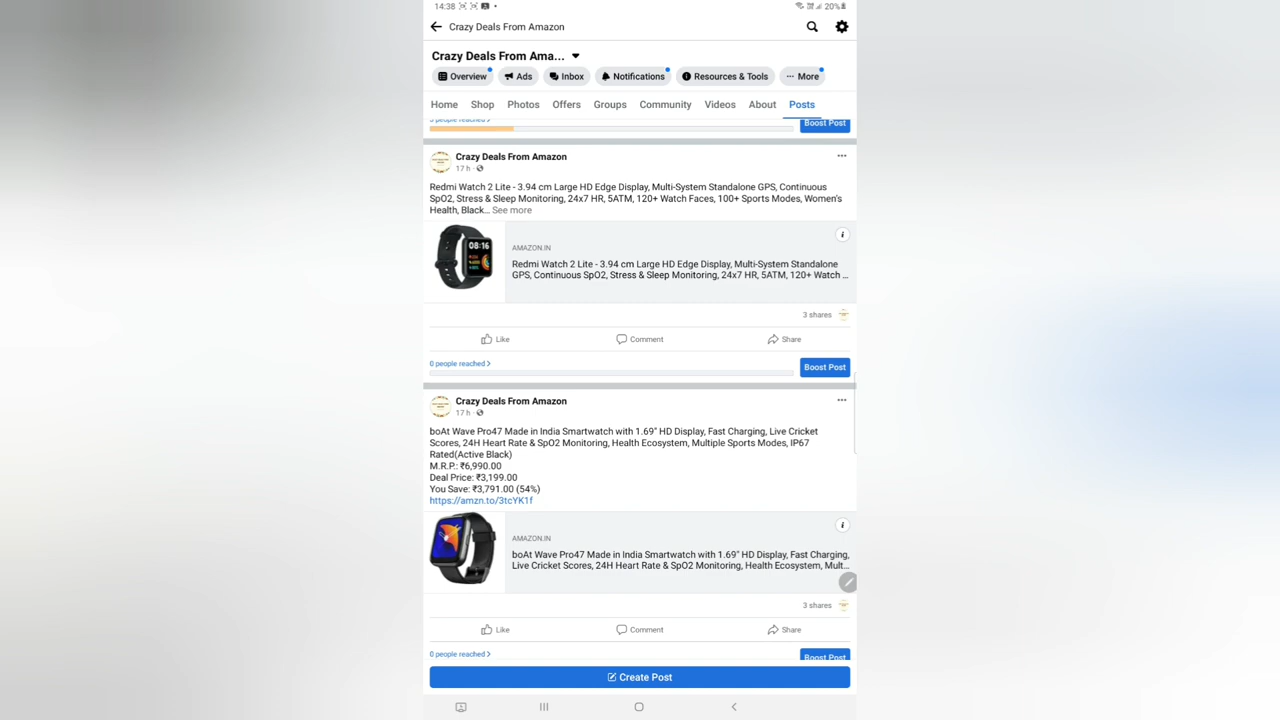 14:38
20%
Crazy Deals From Amazon
Crazy Deals From Ama...
Overview
Ads
Inbox
Notifications
Resources & Tools
More
Home
Shop
Photos
Offers
Groups
Community
Videos
About
Posts
people reached
Boost Post
Crazy Deals From Amazon
17 h
Redmi Watch 2 Lite - 3.94 cm Large HD Edge Display, Multi-System Standalone GPS, Continuous
SpO2, Stress & Sleep Monitoring, 24x7 HR, 5ATM, 120+ Watch Faces, 100+ Sports Modes, Women's
Health, Black... See more
08:16
AMAZON.IN
Redmi Watch 2 Lite - 3.94 cm Large HD Edge Display, Multi-System Standalone
GPS, Continuous SpO2, Stress & Sleep Monitoring, 24x7 HR, 5ATM, 120+ Watch ...
3 shares
Like
Comment
Share
0 people reached
Boost Post
Crazy Deals From Amazon
17 h
boAt Wave Pro47 Made in India Smartwatch with 1.69" HD Display, Fast Charging, Live Cricket
Scores, 24H Heart Rate & SpO2 Monitoring, Health Ecosystem, Multiple Sports Modes, IP67
Rated(Active Black)
M.R.P.: ₹6,990.00
Deal Price: ₹3,199.00
You Save: ₹3,791.00 (54%)
https://amzn.to/3tcYK1f
AMAZON.IN
boAt Wave Pro47 Made in India Smartwatch with 1.69" HD Display, Fast Charging,
Live Cricket Scores, 24H Heart Rate & SpO2 Monitoring, Health Ecosystem, Mult...
3 shares
Like
Comment
Share
0 people reached
Boost Post
Create Post